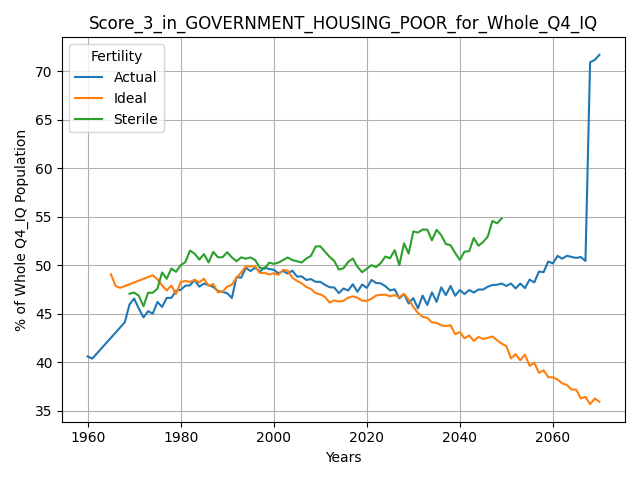 Score_3_in_GOVERNMENT_HOUSING_POOR_for_Whole_Q4_IQ
Fertility
Actual
Ideal
Sterile
% of Whole Q4_IQ Population
70
65
60
55
50
45
40
35
1960
1980
2000
2020
2040
2060
Years